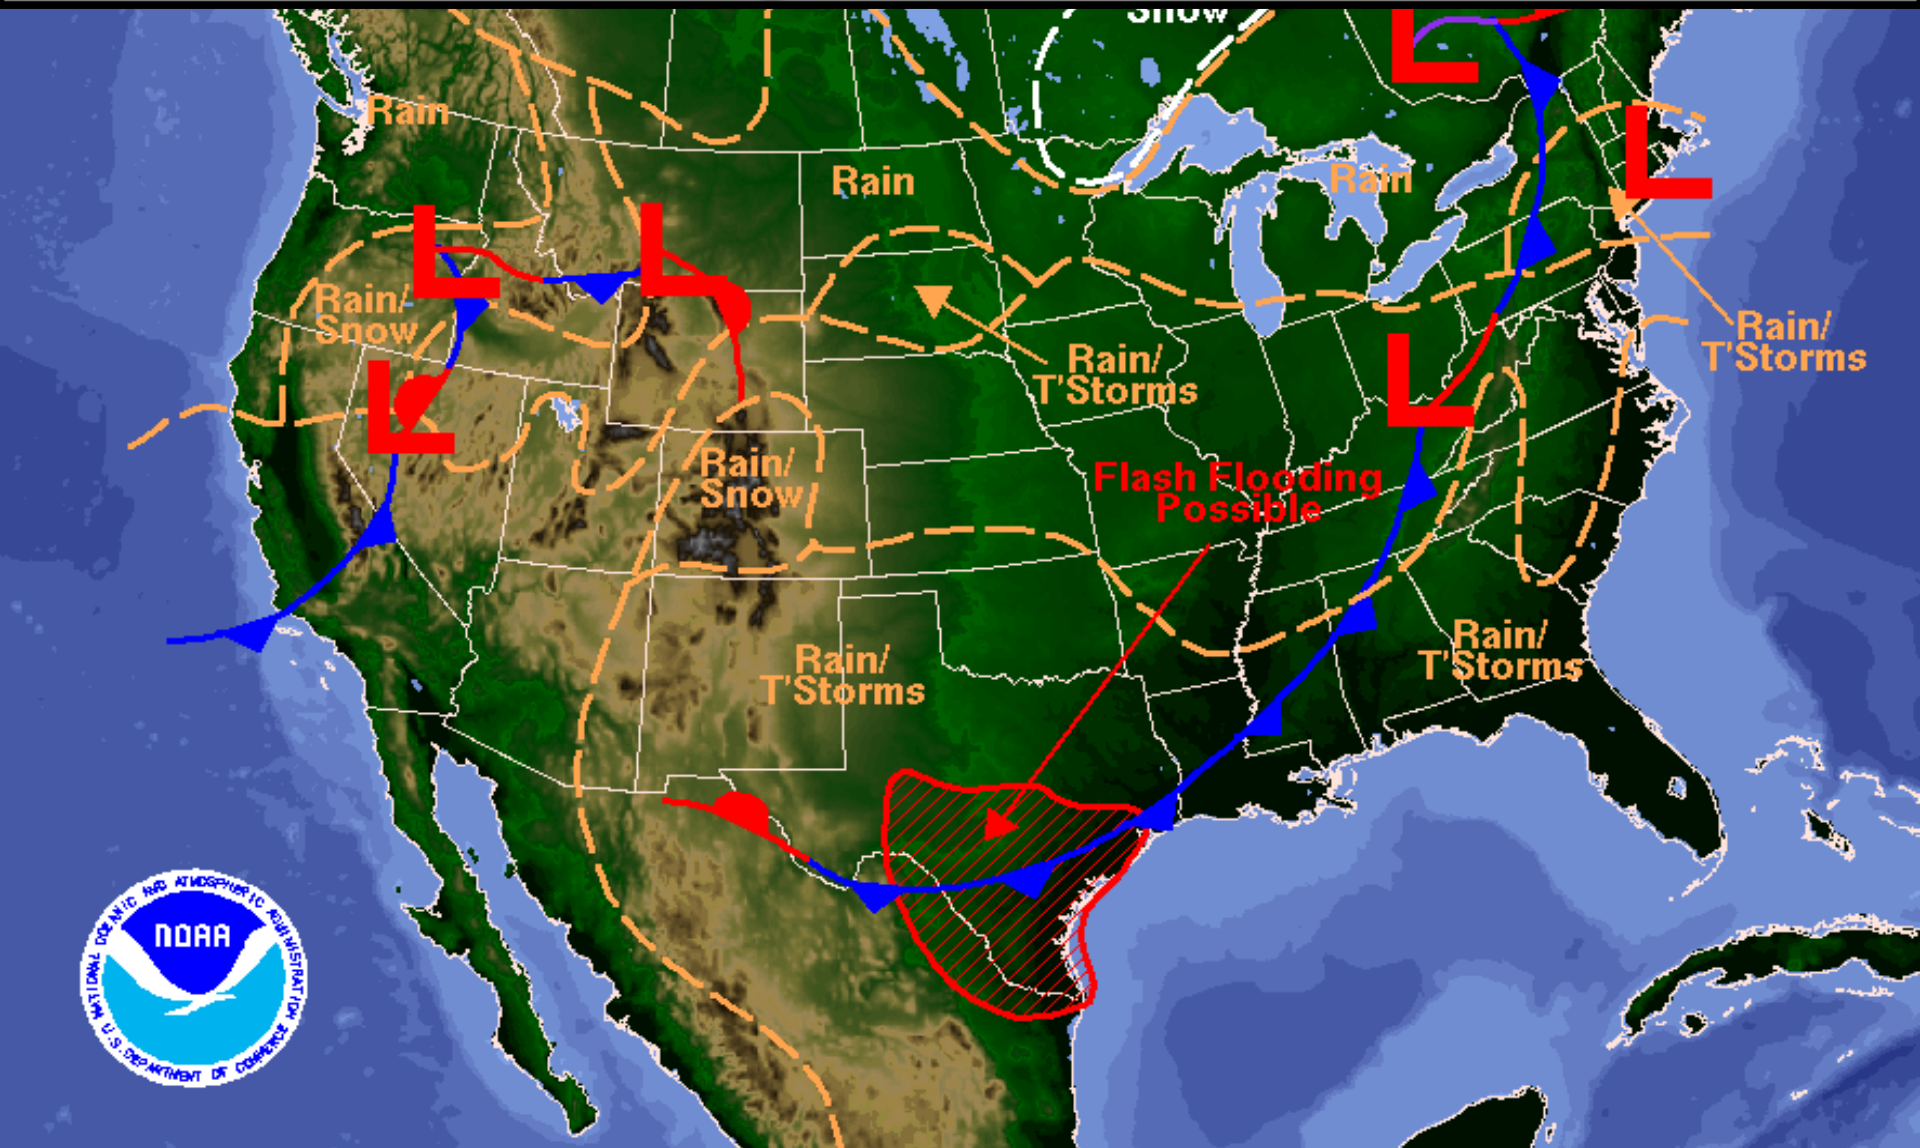 Snow
Rain
Rain
Rain
Rain/
Snow
Rain/
T'Storms
Rain/
T'Storms
Rain/
Snow
Flash Flooding
Possible
Rain/
T'Storms
Rain/
T'Storms
L
L
L
L
L
L
NATIONAL OCEANIC AND ATMOSPHERIC ADMINISTRATION
NOAA
U.S. DEPARTMENT OF COMMERCE